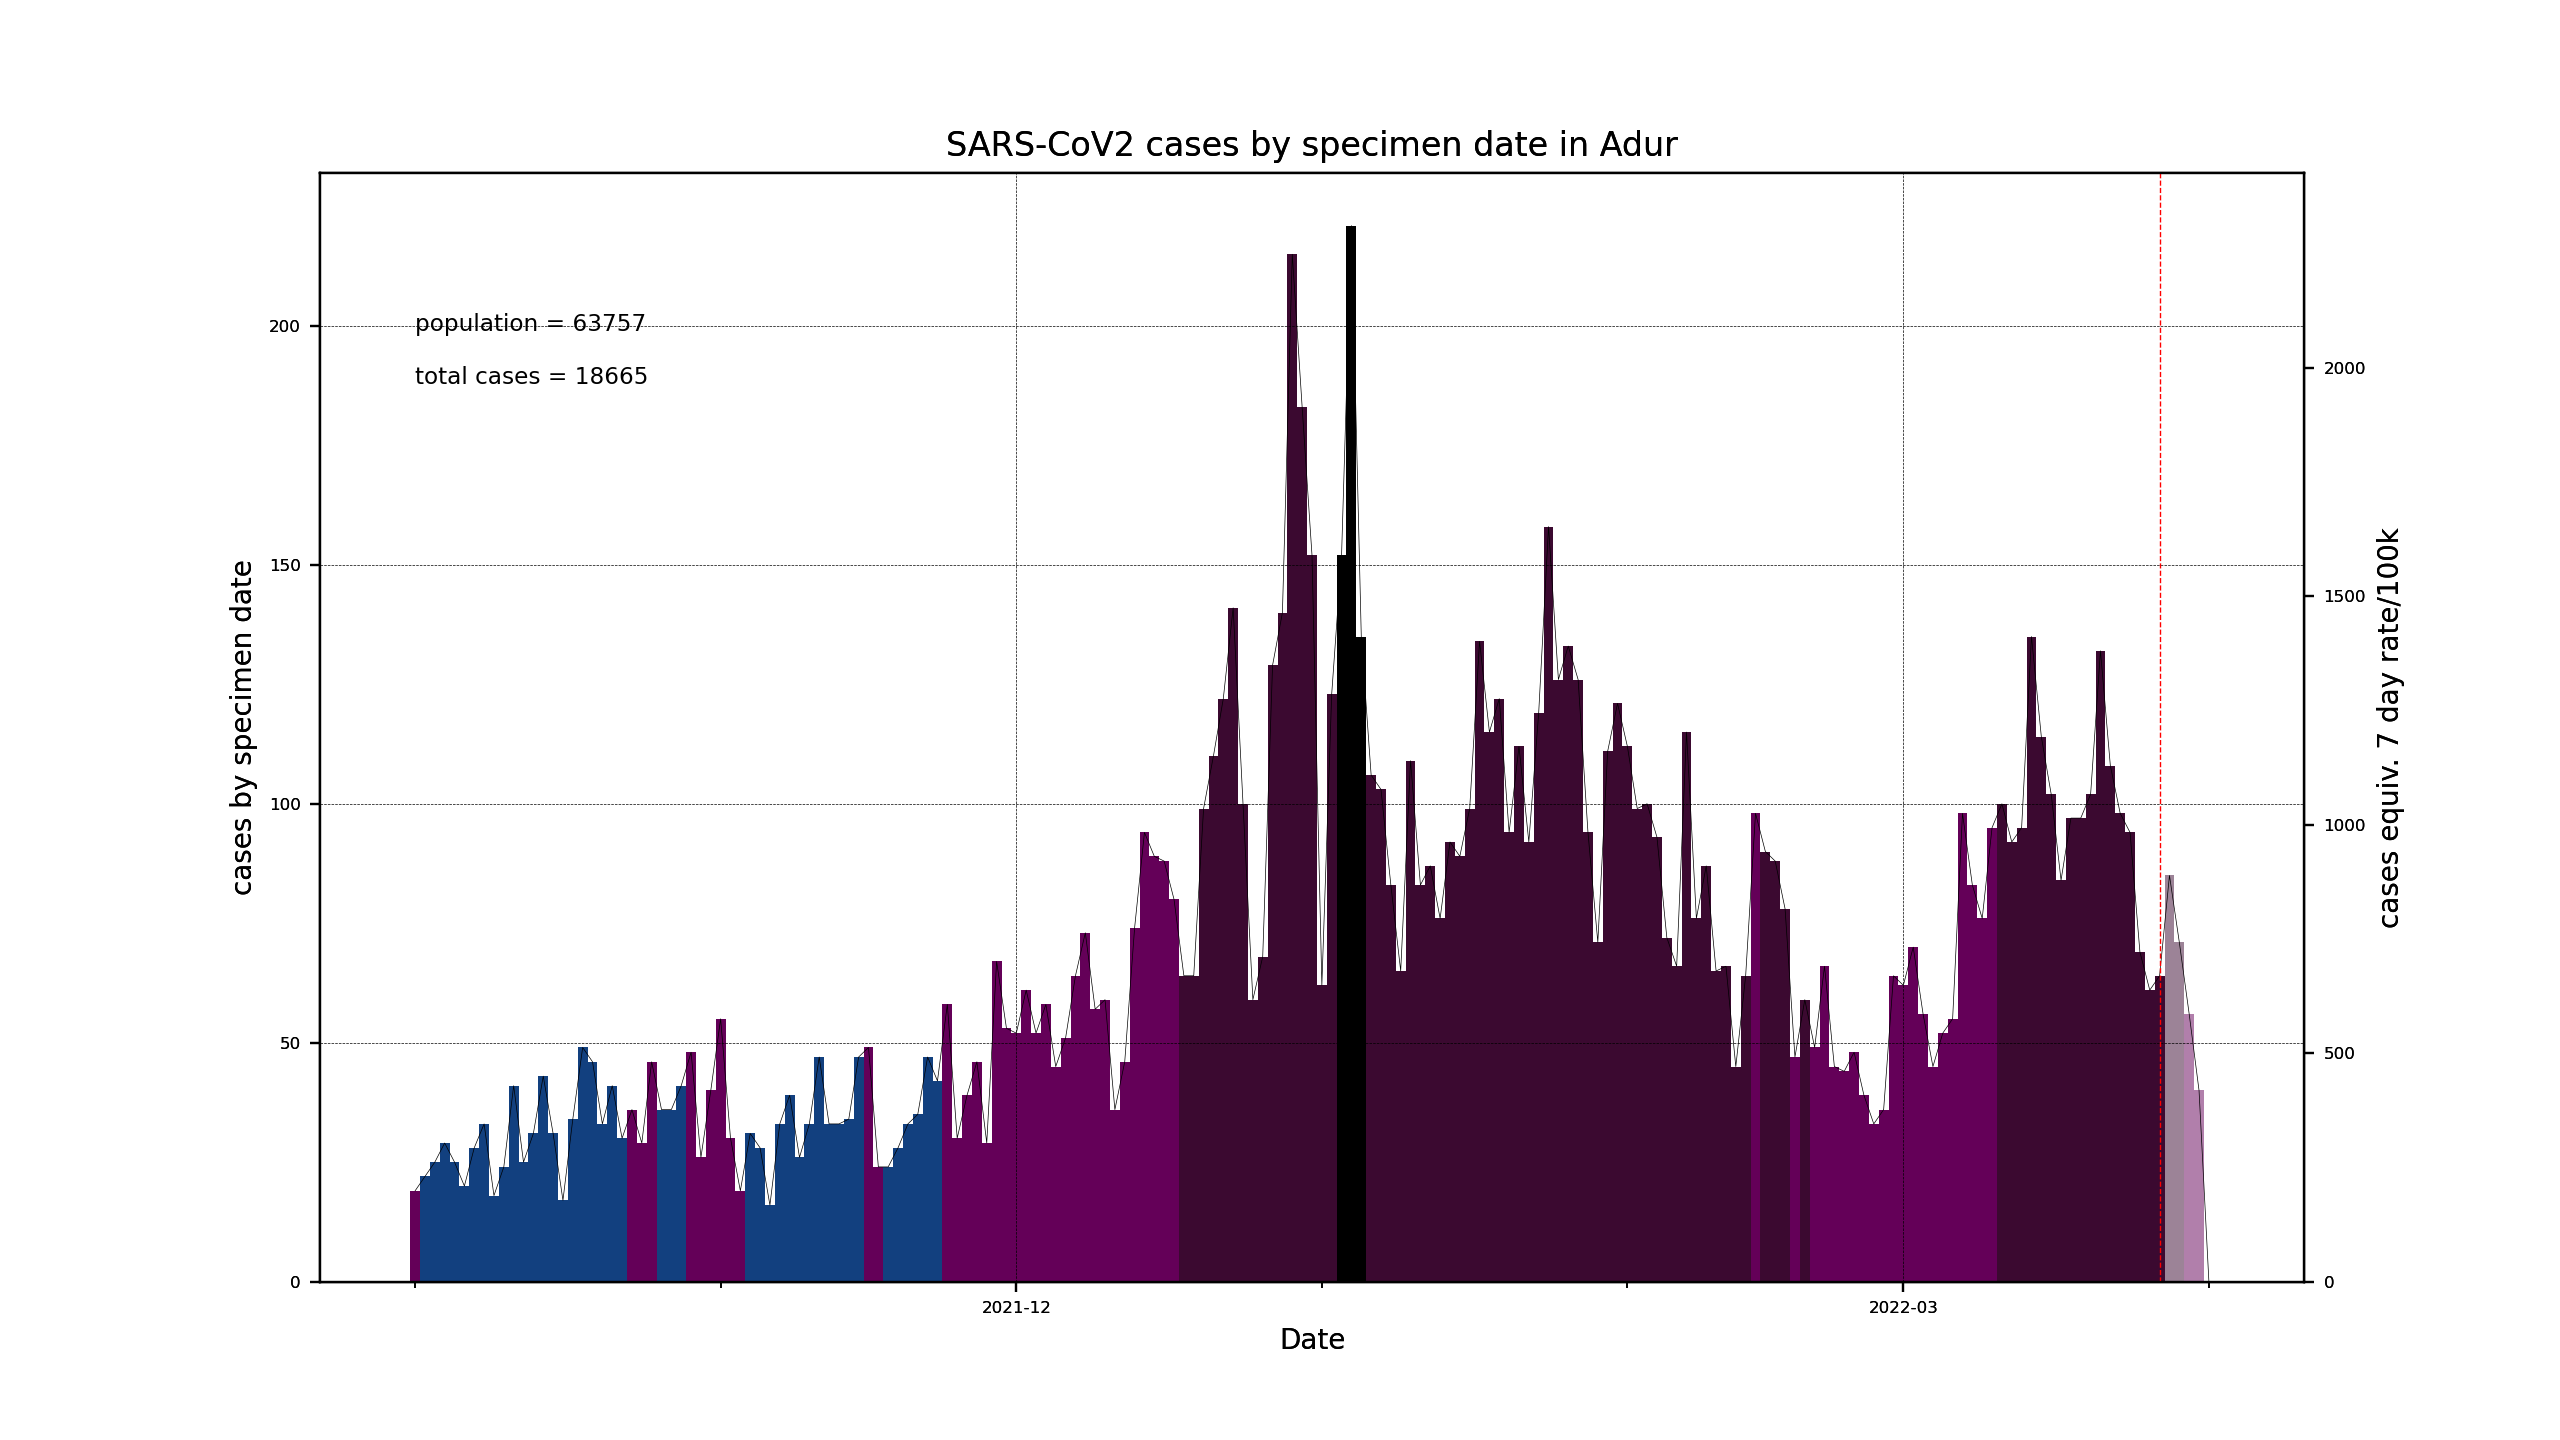 SARS-CoV2 cases by specimen date in Adur
population = 63757
total cases = 18665
cases by specimen date
200
150
100
50
0
2000
1500
1000
500
0
cases equiv. 7 day rate/100k
2021-12
2022-03
Date